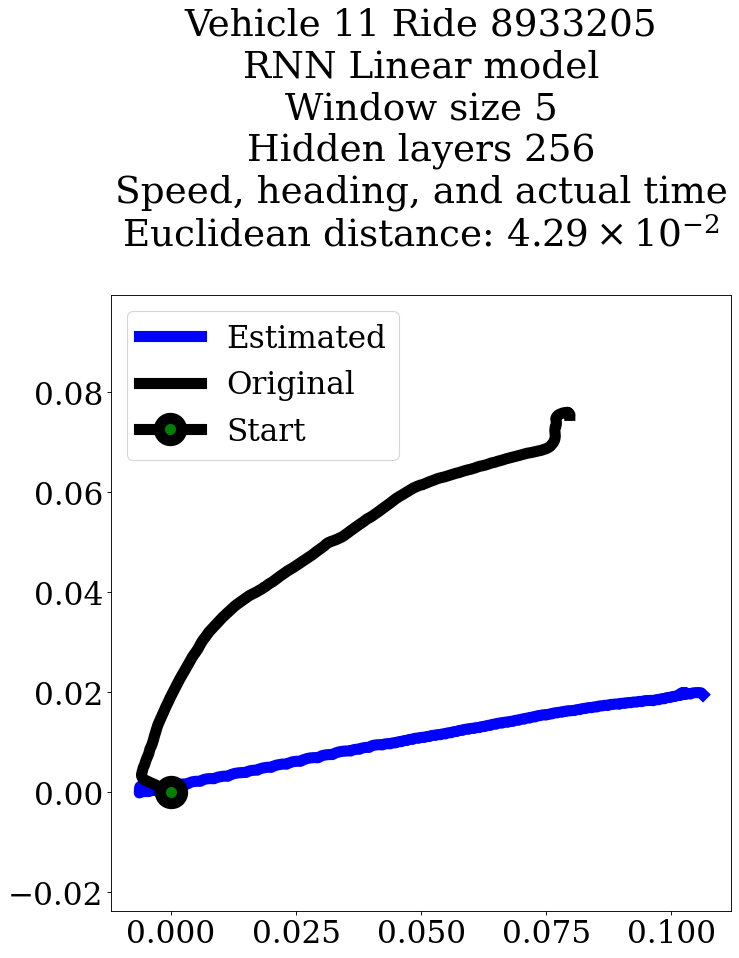 Vehicle 11 Ride 8933205
RNN Linear model
Window size 5
Hidden layers 256
Speed, heading, and actual time
Euclidean distance: 4.29 × 10⁻²
Estimated
Original
Start
0.08
0.06
0.04
0.02
0.00
−0.02
0.000 0.025 0.050 0.075 0.100